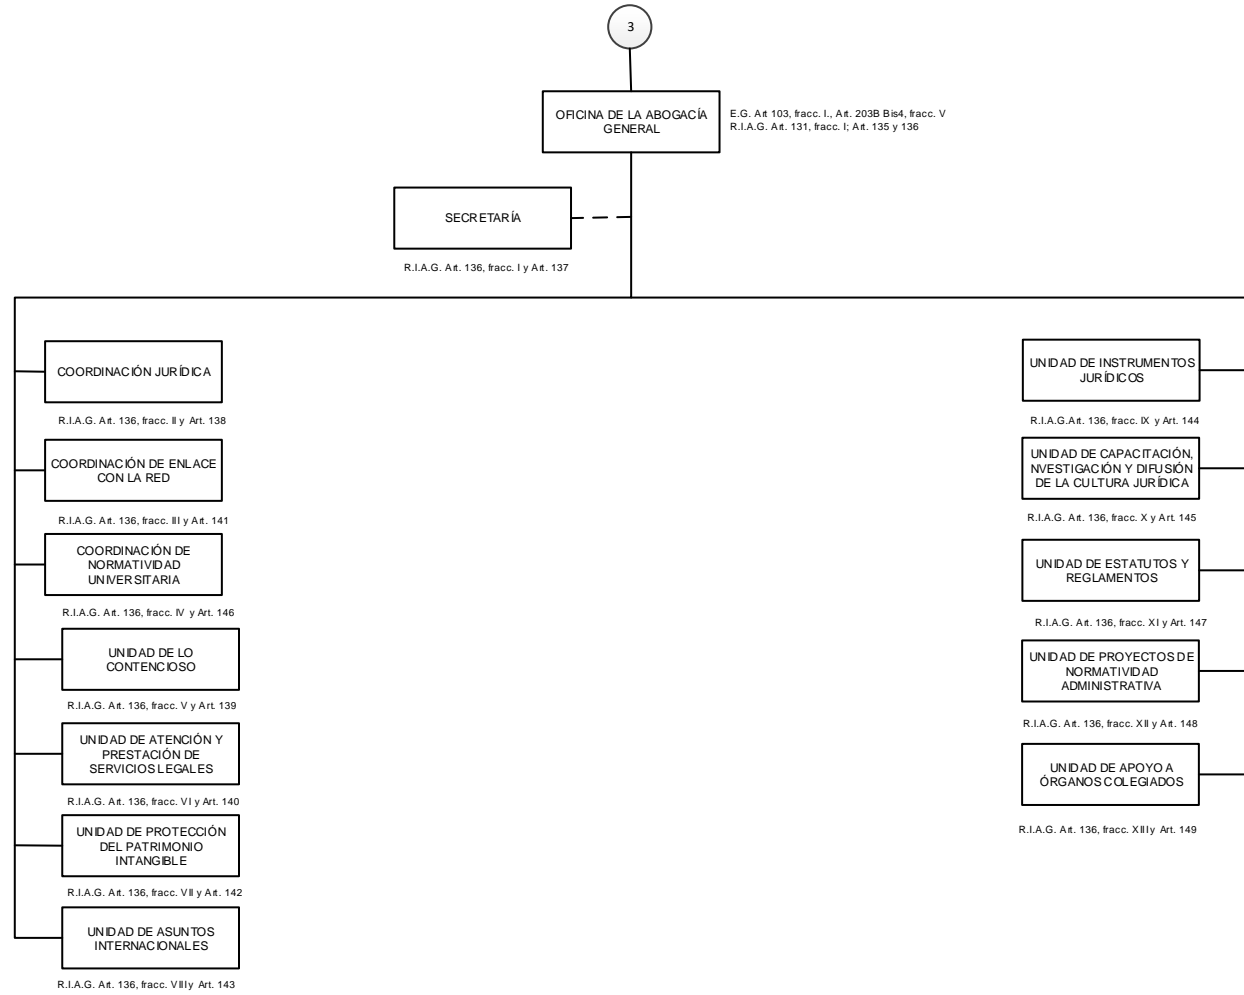 3
OFICINA DE LA ABOGACÍA
GENERAL
E.G. Art 103, fracc. I., Art. 203B Bis4, fracc. V
R.I.A.G. Art. 131, fracc. I; Art. 135 y 136
SECRETARÍA
R.I.A.G. Art. 136, fracc. I y Art. 137
COORDINACIÓN JURÍDICA
R.I.A.G. Art. 136, fracc. II y Art. 138
COORDINACIÓN DE ENLACE
CON LA RED
R.I.A.G. Art. 136, fracc. III y Art. 141
COORDINACIÓN DE
NORMATIVIDAD
UNIVERSITARIA
R.I.A.G. Art. 136, fracc. IV y Art. 146
UNIDAD DE LO
CONTENCIOSO
R.I.A.G. Art. 136, fracc. V y Art. 139
UNIDAD DE ATENCIÓN Y
PRESTACIÓN DE
SERVICIOS LEGALES
R.I.A.G. Art. 136, fracc. VI y Art. 140
UNIDAD DE PROTECCIÓN
DEL PATRIMONIO
INTANGIBLE
R.I.A.G. Art. 136, fracc. VII y Art. 142
UNIDAD DE ASUNTOS
INTERNACIONALES
R.I.A.G. Art. 136, fracc. VIII y Art. 143
UNIDAD DE INSTRUMENTOS
JURÍDICOS
R.I.A.G.Art. 136, fracc. IX y Art. 144
UNIDAD DE CAPACITACIÓN,
NVESTIGACIÓN Y DIFUSIÓN
DE LA CULTURA JURÍDICA
R.I.A.G. Art. 136, fracc. X y Art. 145
UNIDAD DE ESTATUTOS Y
REGLAMENTOS
R.I.A.G. Art. 136, fracc. XI y Art. 147
UNIDAD DE PROYECTOS DE
NORMATIVIDAD
ADMINISTRATIVA
R.I.A.G. Art. 136, fracc. XII y Art. 148
UNIDAD DE APOYO A
ÓRGANOS COLEGIADOS
R.I.A.G. Art. 136, fracc. XIII y Art. 149